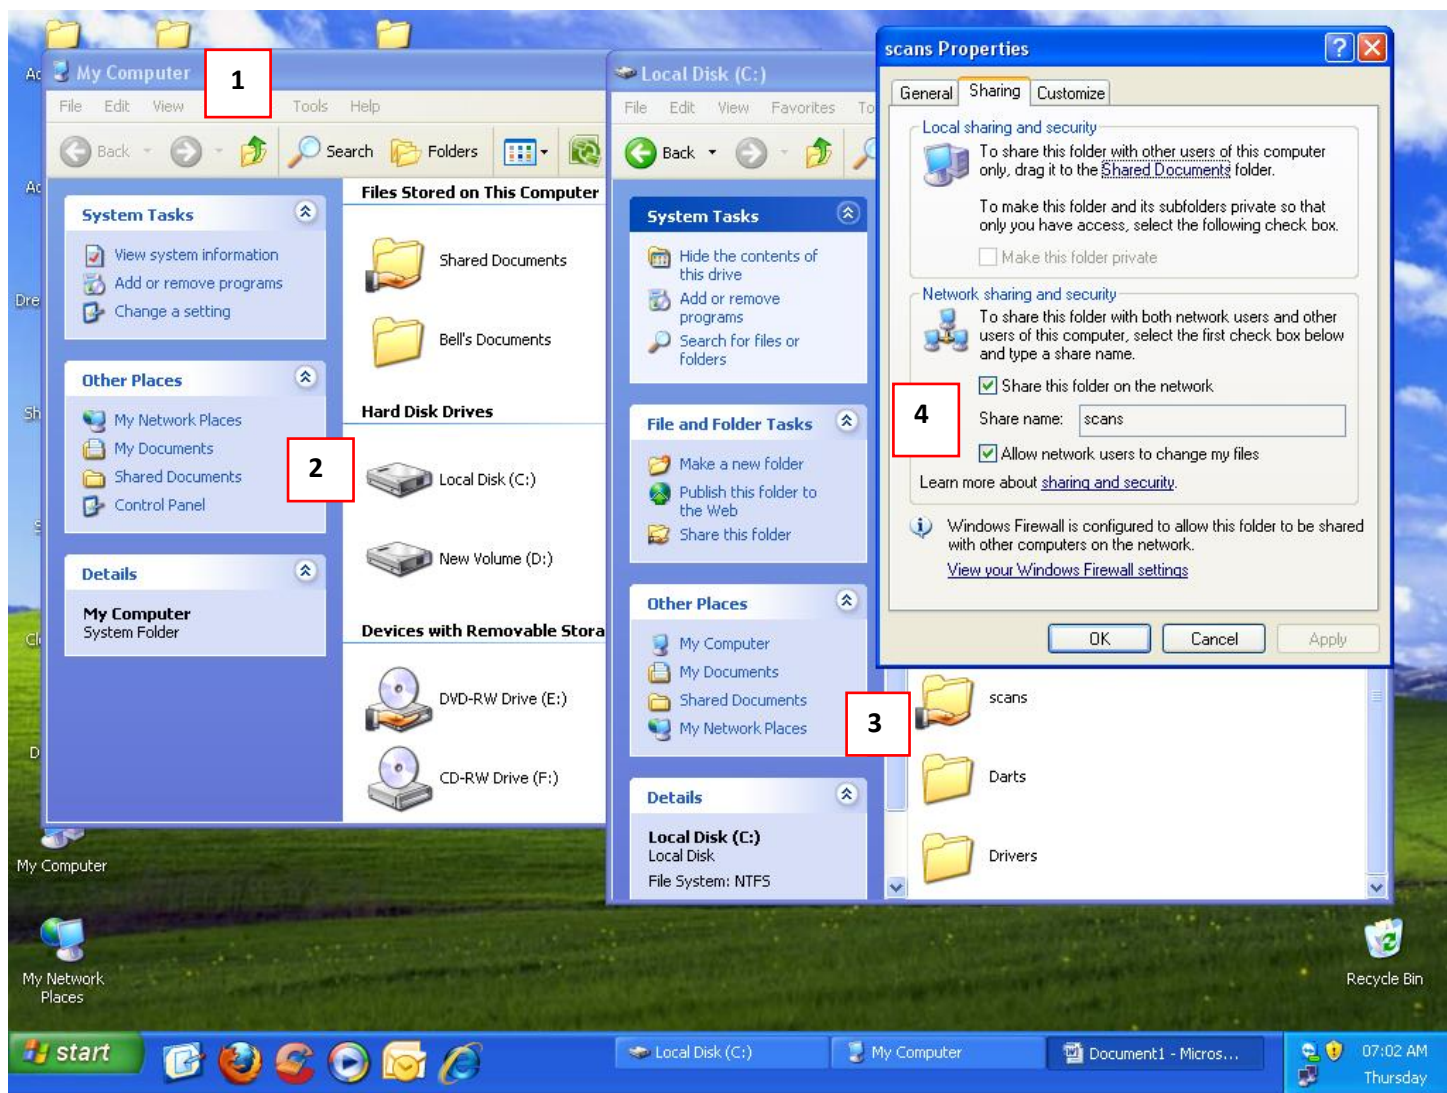 My Computer
1
File Edit View Tools Help
Back Search Folders
System Tasks
View system information
Add or remove programs
Change a setting
Other Places
My Network Places
My Documents
Shared Documents
Control Panel
Details
My Computer
System Folder
Files Stored on This Computer
Shared Documents
Bell's Documents
Hard Disk Drives
2
Local Disk (C:)
New Volume (D:)
Devices with Removable Stora
DVD-RW Drive (E:)
CD-RW Drive (F:)
Local Disk (C:)
File Edit View Favorites To
Back
System Tasks
Hide the contents of
this drive
Add or remove
programs
Search for files or
folders
File and Folder Tasks
Make a new folder
Publish this folder to
the Web
Share this folder
Other Places
My Computer
My Documents
Shared Documents
My Network Places
Details
Local Disk (C:)
Local Disk
File System: NTFS
3
scans
Darts
Drivers
scans Properties
General Sharing Customize
Local sharing and security
To share this folder with other users of this computer
only, drag it to the Shared Documents folder.
To make this folder and its subfolders private so that
only you have access, select the following check box.
Make this folder private
Network sharing and security
To share this folder with both network users and other
users of this computer, select the first check box below
and type a share name.
4
Share this folder on the network
Share name: scans
Allow network users to change my files
Learn more about sharing and security.
Windows Firewall is configured to allow this folder to be shared
with other computers on the network.
View your Windows Firewall settings
OK Cancel Apply
Ac
Ac
Dre
Sh
S
Cl
D
My Computer
My Network
Places
Recycle Bin
start
Local Disk (C:) My Computer Document1 - Micros...
07:02 AM
Thursday